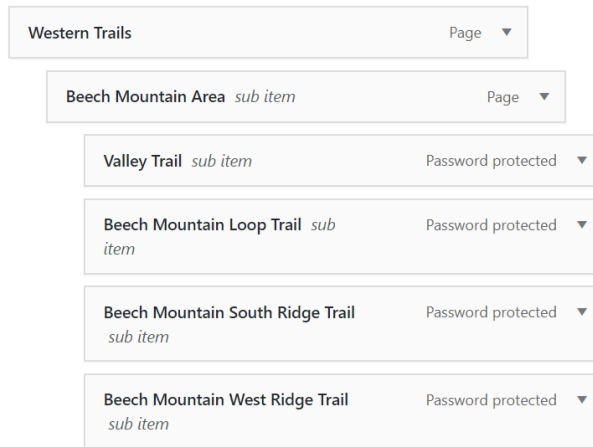 Western Trails Page
Beech Mountain Area sub item Page
Valley Trail sub item Password protected
Beech Mountain Loop Trail sub Password protected
item
Beech Mountain South Ridge Trail Password protected
sub item
Beech Mountain West Ridge Trail Password protected
sub item